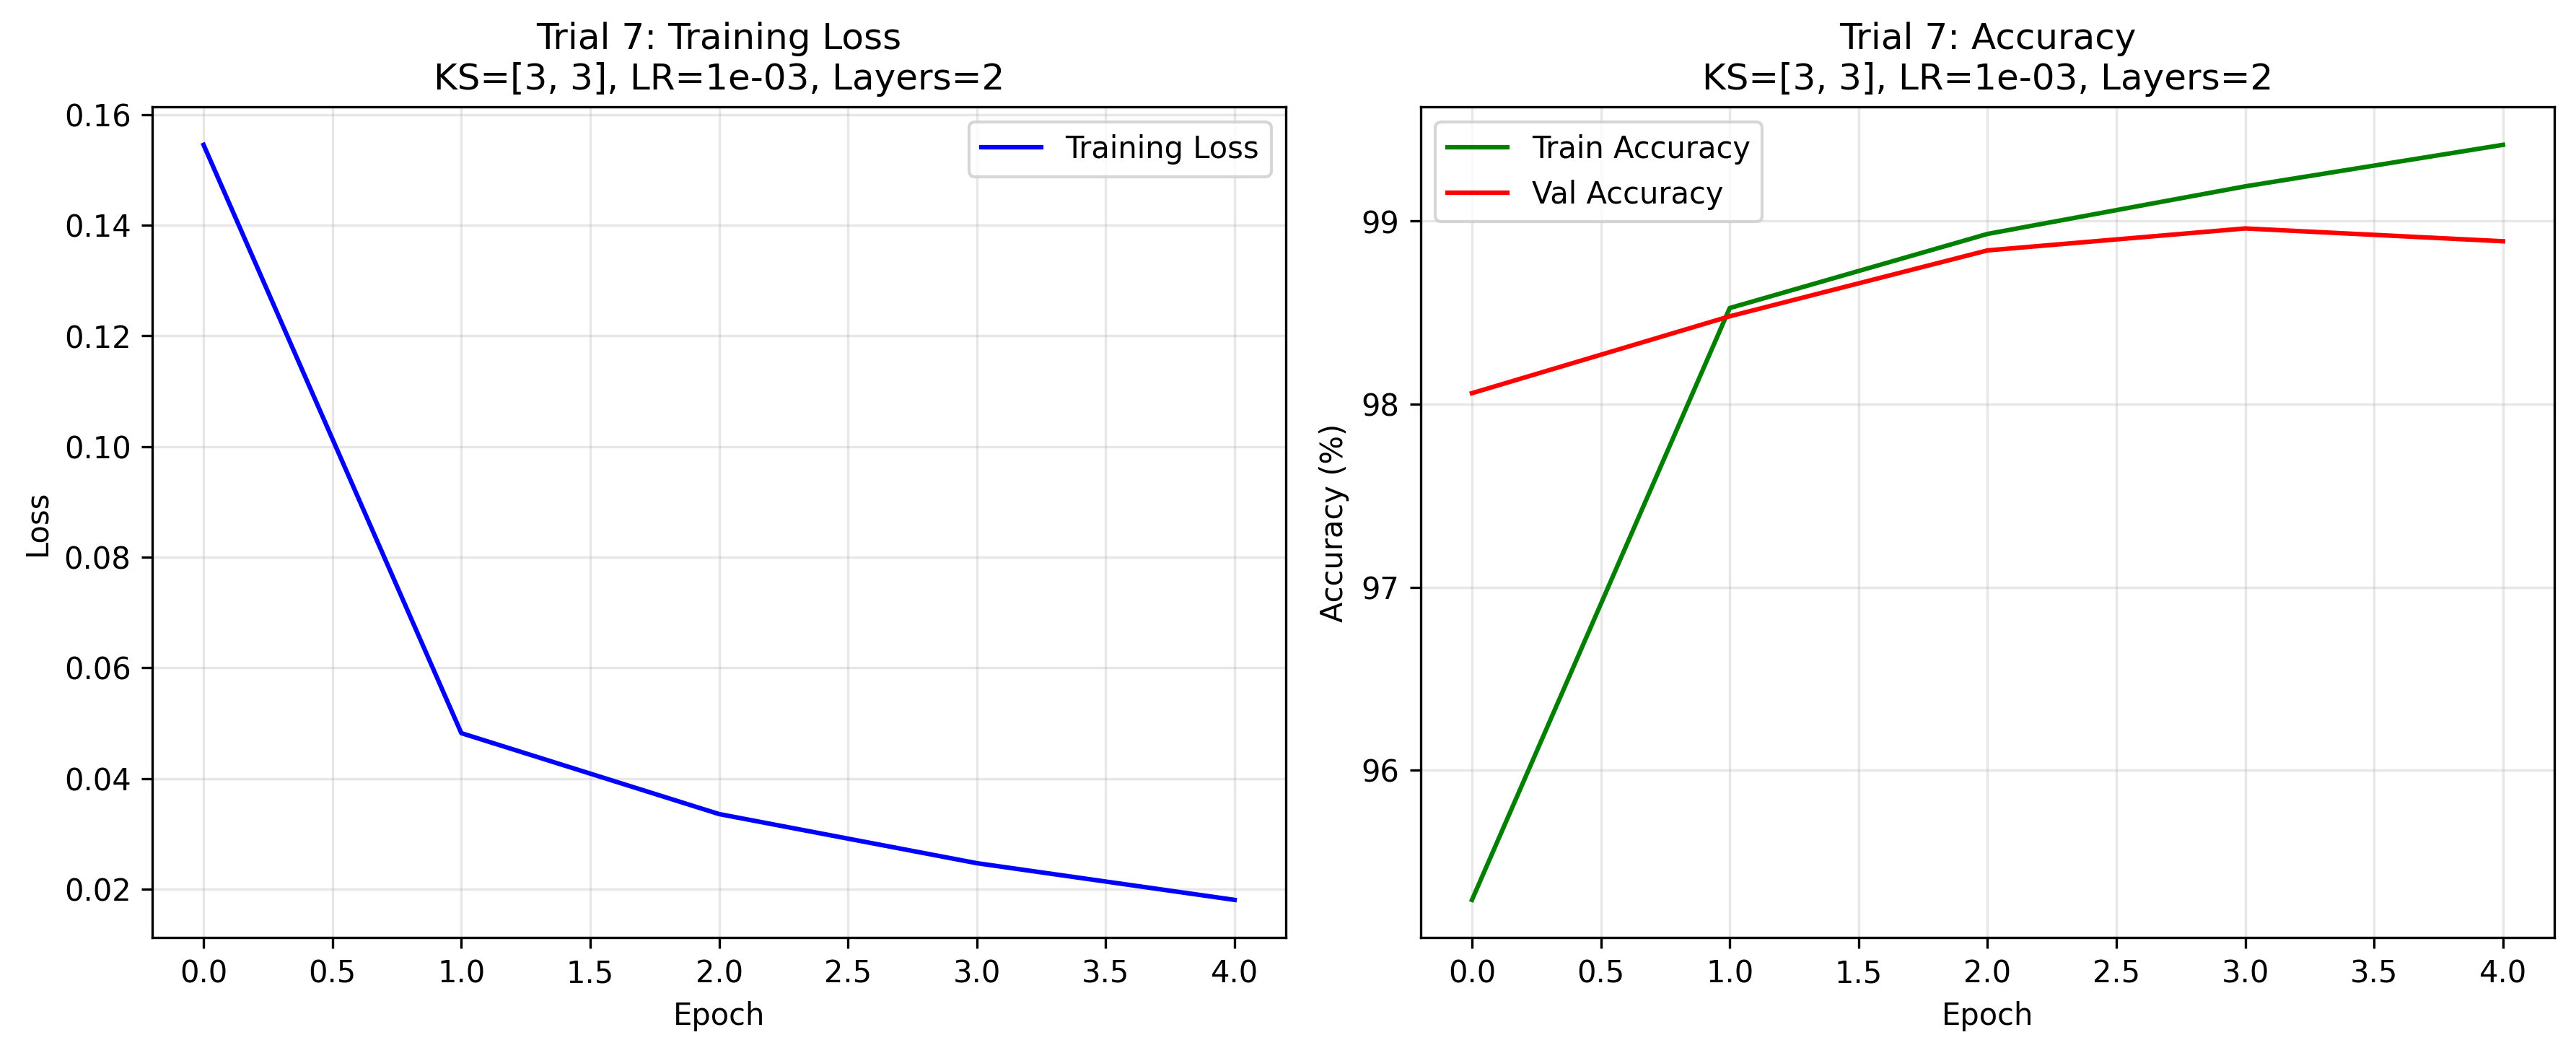 Trial 7: Training Loss
KS=[3, 3], LR=1e-03, Layers=2
Training Loss
0.16
0.14
0.12
0.10
0.08
0.06
0.04
0.02
Loss
0.0 0.5 1.0 1.5 2.0 2.5 3.0 3.5 4.0
Epoch
Trial 7: Accuracy
KS=[3, 3], LR=1e-03, Layers=2
Train Accuracy
Val Accuracy
99
98
97
96
Accuracy (%)
0.0 0.5 1.0 1.5 2.0 2.5 3.0 3.5 4.0
Epoch